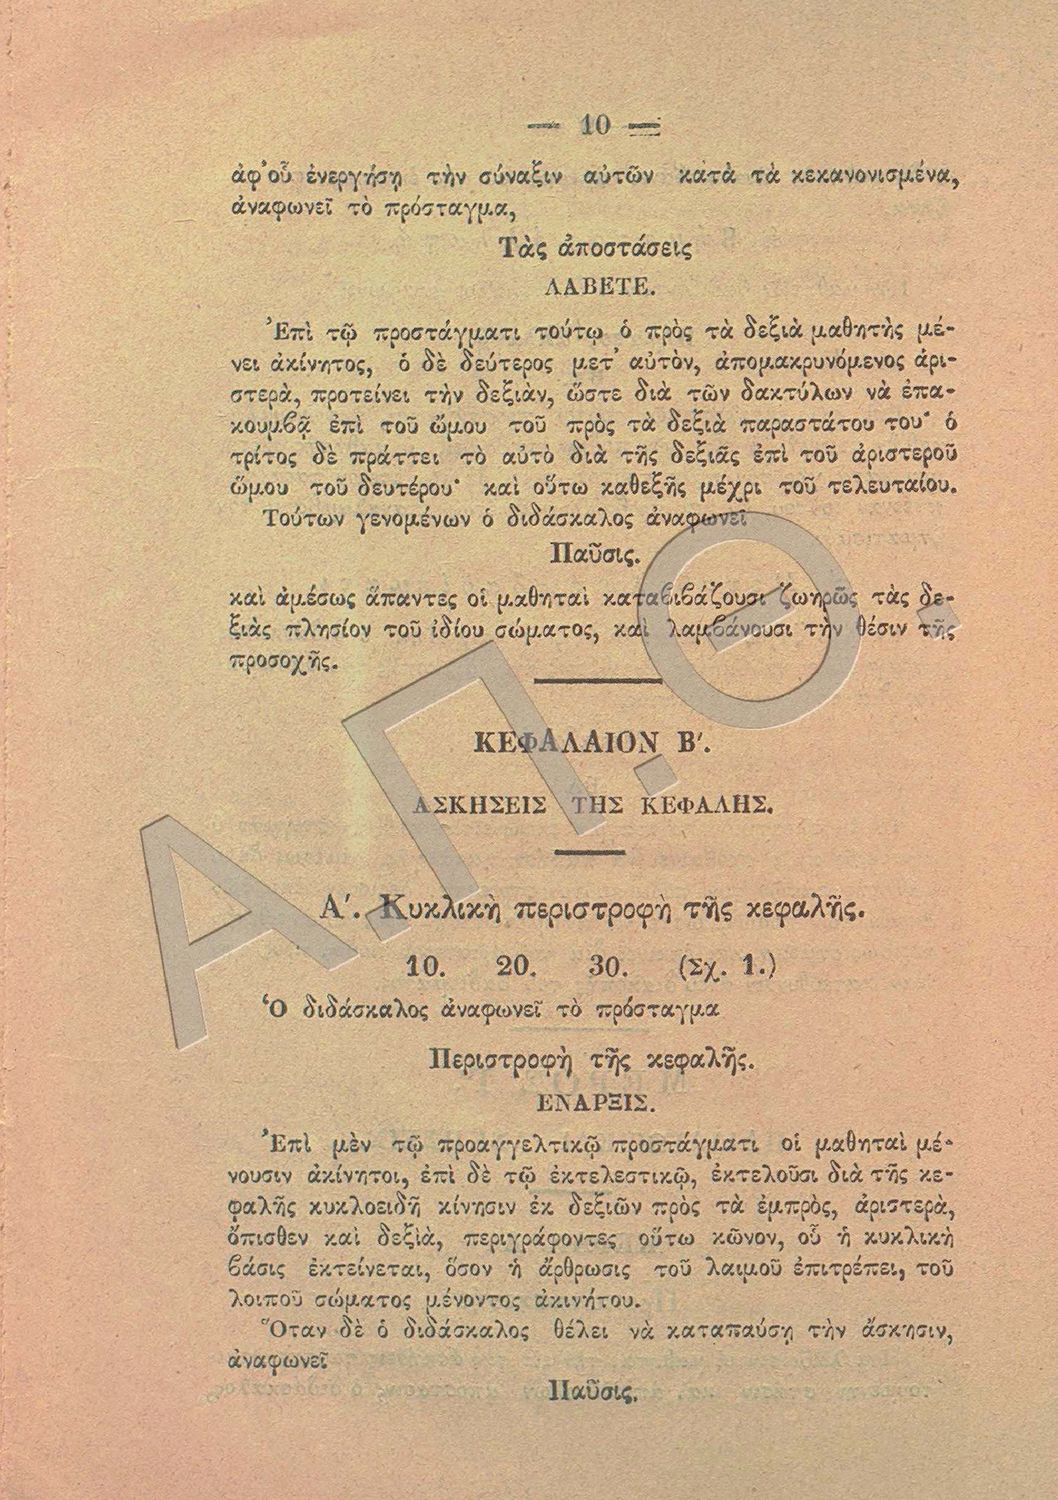 — 10 —
ἀφ'οὗ ἐνεργήσῃ τὴν σύναξιν αὐτῶν κατὰ τὰ κεκανονισμένα,
ἀναφωνεῖ τὸ πρόσταγμα,
Τὰς ἀποστάσεις
ΛΑΒΕΤΕ.
Ἐπὶ τῷ προστάγματι τούτῳ ὁ πρὸς τὰ δεξιὰ μαθητὴς μέ-
νει ἀκίνητος, ὁ δὲ δεύτερος μετ' αὐτὸν, ἀπομακρυνόμενος ἀρι-
στερὰ, προτείνει τὴν δεξιὰν, ὥστε διὰ τῶν δακτύλων νὰ ἐπα-
κουμβᾷ ἐπὶ τοῦ ὤμου τοῦ πρὸς τὰ δεξιὰ παραστάτου του· ὁ
τρίτος δὲ πράττει τὸ αὐτὸ διὰ τῆς δεξιᾶς ἐπὶ τοῦ ἀριστεροῦ
ὤμου τοῦ δευτέρου· καὶ οὕτω καθεξῆς μέχρι τοῦ τελευταίου.
Τούτων γενομένων ὁ διδάσκαλος ἀναφωνεῖ
Παῦσις.
καὶ ἀμέσως ἅπαντες οἱ μαθηταὶ καταβιβάζουσι ζωηρῶς τὰς δε-
ξιὰς πλησίον τοῦ ἰδίου σώματος, καὶ λαμβάνουσι τὴν θέσιν τῆς
προσοχῆς.
ΚΕΦΑΛΑΙΟΝ Β'.
ΑΣΚΗΣΕΙΣ ΤΗΣ ΚΕΦΑΛΗΣ.
Α'. Κυκλικὴ περιστροφὴ τῆς κεφαλῆς.
10. 20. 30. (Σχ. 1.)
Ὁ διδάσκαλος ἀναφωνεῖ τὸ πρόσταγμα
Περιστροφὴ τῆς κεφαλῆς.
ΕΝΑΡΞΙΣ.
Ἐπὶ μὲν τῷ προαγγελτικῷ προστάγματι οἱ μαθηταὶ μέ-
νουσιν ἀκίνητοι, ἐπὶ δὲ τῷ ἐκτελεστικῷ, ἐκτελοῦσι διὰ τῆς κε-
φαλῆς κυκλοειδῆ κίνησιν ἐκ δεξιῶν πρὸς τὰ ἐμπρὸς, ἀριστερὰ,
ὄπισθεν καὶ δεξιὰ, περιγράφοντες οὕτω κῶνον, οὗ ἡ κυκλικὴ
βάσις ἐκτείνεται, ὅσον ἡ ἄρθρωσις τοῦ λαιμοῦ ἐπιτρέπει, τοῦ
λοιποῦ σώματος μένοντος ἀκινήτου.
Ὅταν δὲ ὁ διδάσκαλος θέλει νὰ καταπαύσῃ τὴν ἄσκησιν,
ἀναφωνεῖ
Παῦσις.
Α.Π.Θ